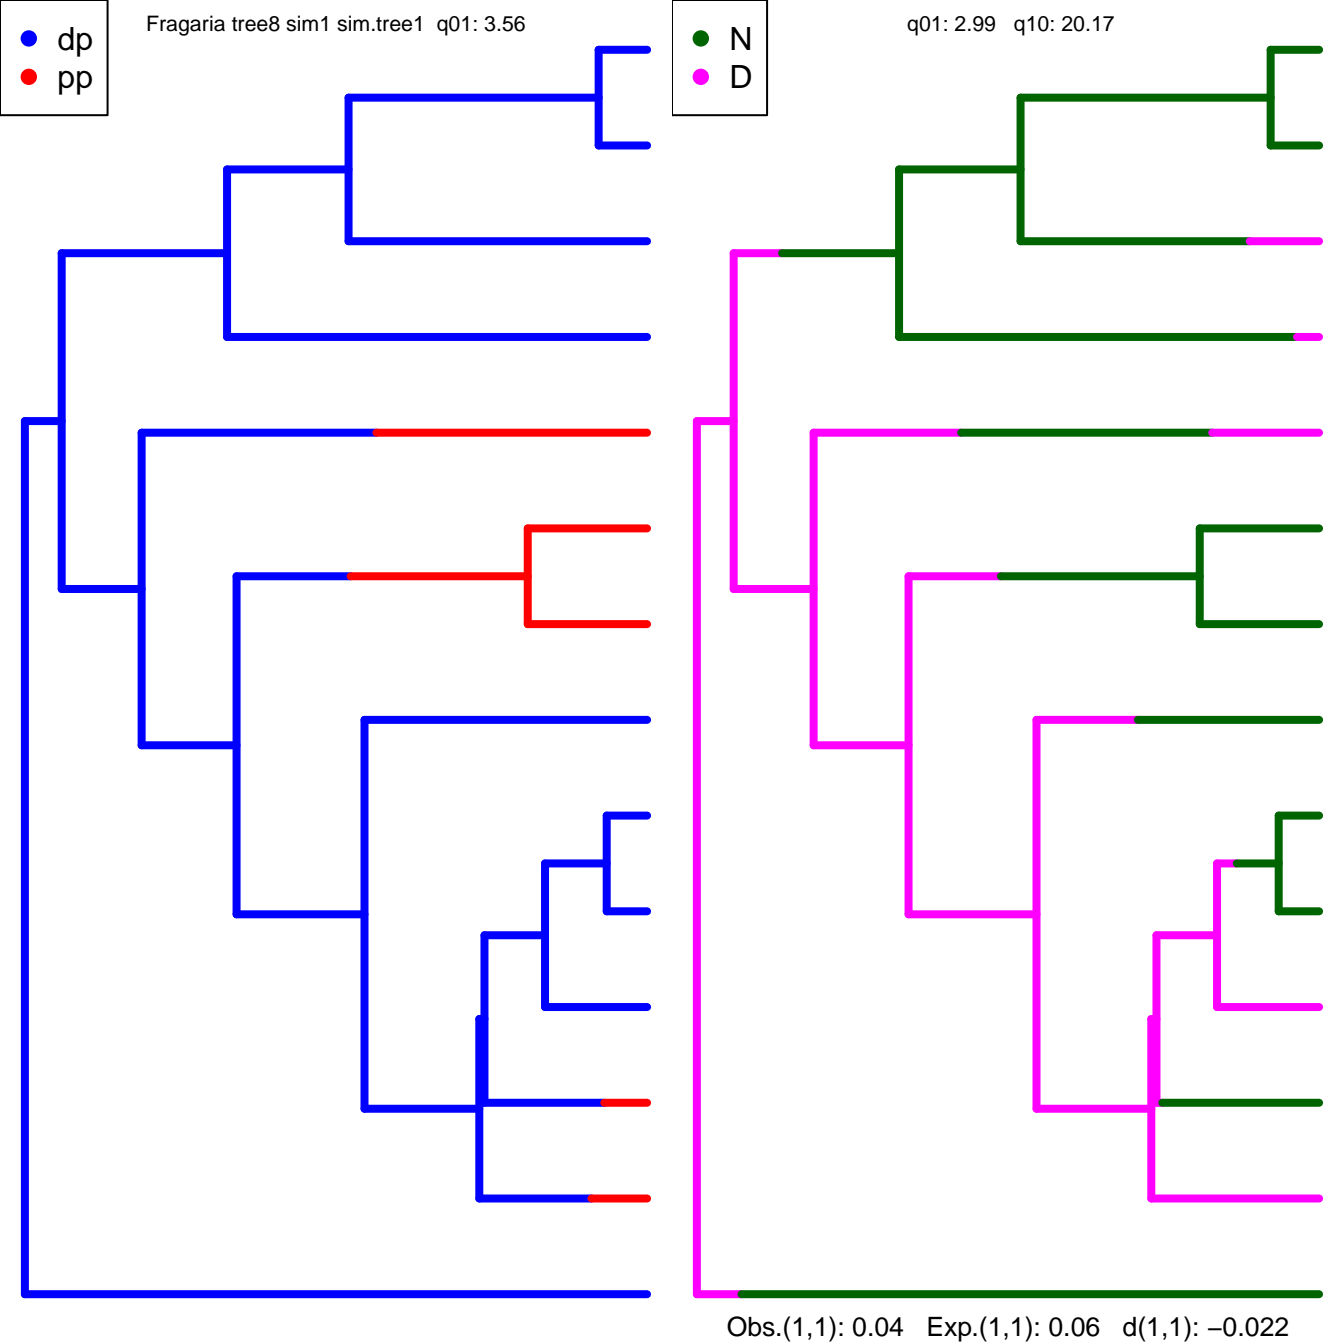 Fragaria tree8 sim1 sim.tree1 q01: 3.56
dp
pp
q01: 2.99 q10: 20.17
N
D
Obs.(1,1): 0.04 Exp.(1,1): 0.06 d(1,1): −0.022